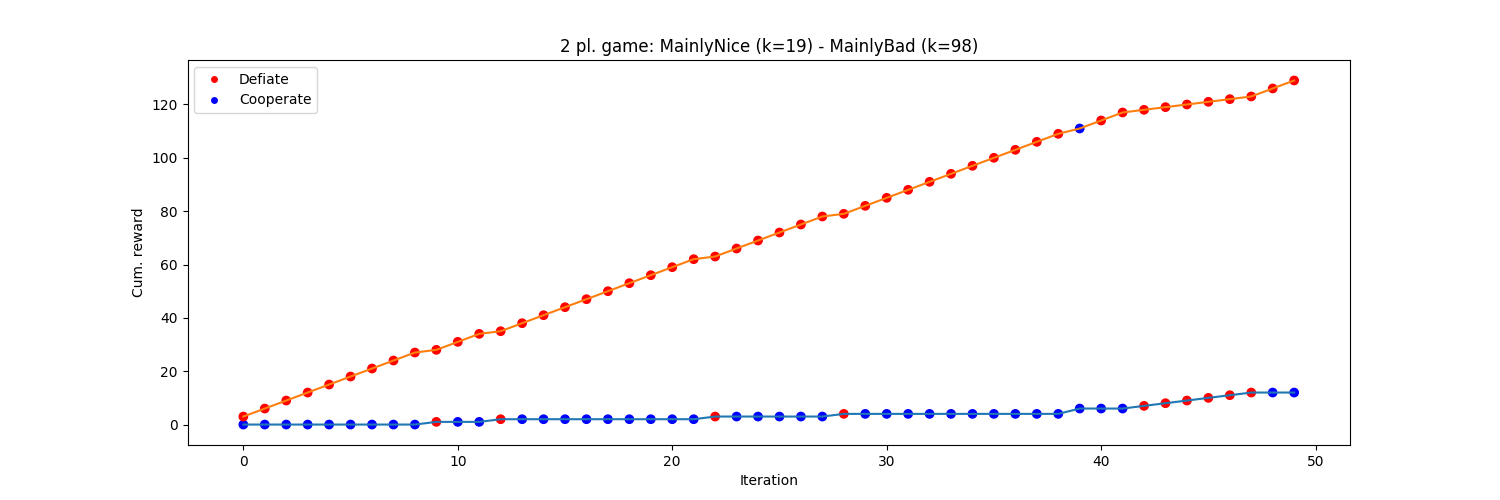 2 pl. game: MainlyNice (k=19) - MainlyBad (k=98)
Defiate
Cooperate
Cum. reward
120
100
80
60
40
20
0
0 10 20 30 40 50
Iteration